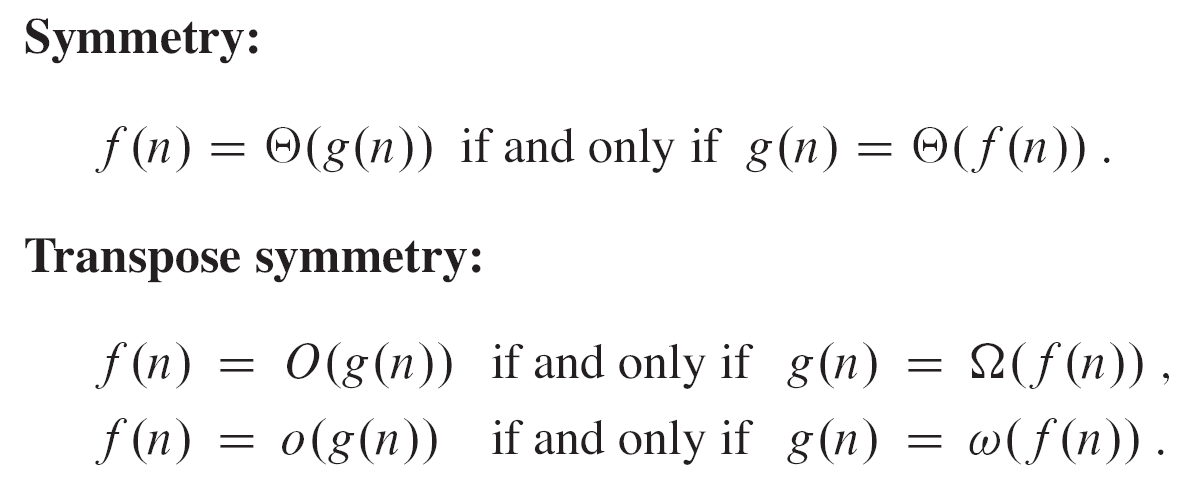 Symmetry:
f(n) = Θ(g(n)) if and only if g(n) = Θ(f(n)) .
Transpose symmetry:
f(n) = O(g(n)) if and only if g(n) = Ω(f(n)) ,
f(n) = o(g(n)) if and only if g(n) = ω(f(n)) .